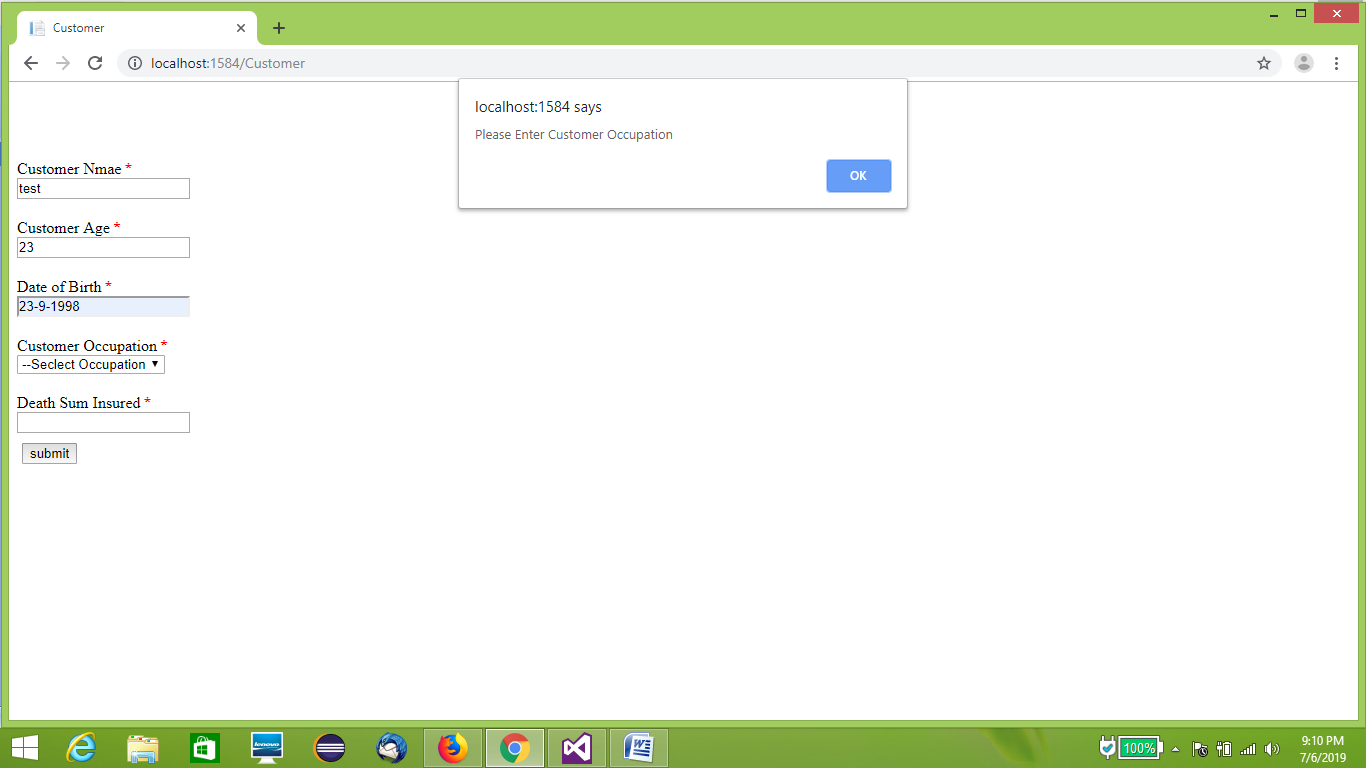 Customer
localhost:1584/Customer
localhost:1584 says
Please Enter Customer Occupation
OK
Customer Nmae *
test
Customer Age *
23
Date of Birth *
23-9-1998
Customer Occupation *
--Seclect Occupation
Death Sum Insured *
submit
lenovo
100%
9:10 PM
7/6/2019